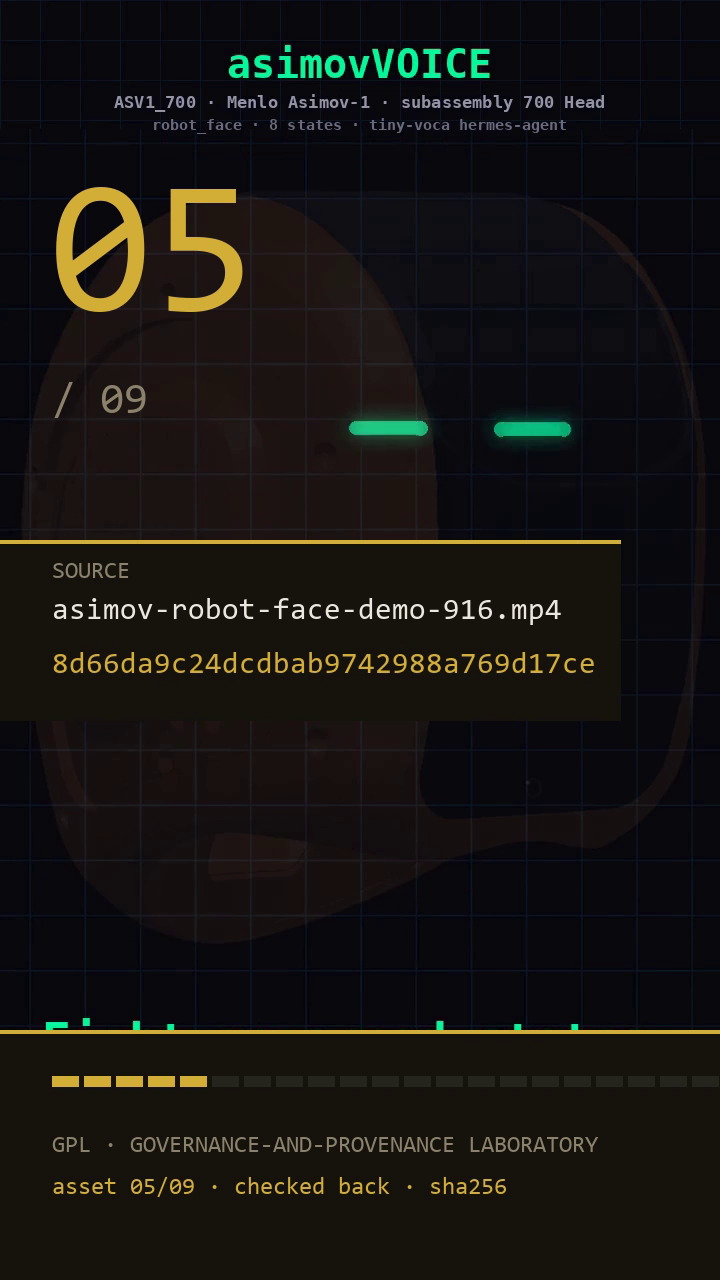 asimovVOICE
ASV1_700 · Menlo Asimov-1 · subassembly 700 Head
robot_face · 8 states · tiny-voca hermes-agent
05
/ 09
SOURCE
asimov-robot-face-demo-916.mp4
8d66da9c24dcdbab9742988a769d17ce
GPL · GOVERNANCE-AND-PROVENANCE LABORATORY
asset 05/09 · checked back · sha256